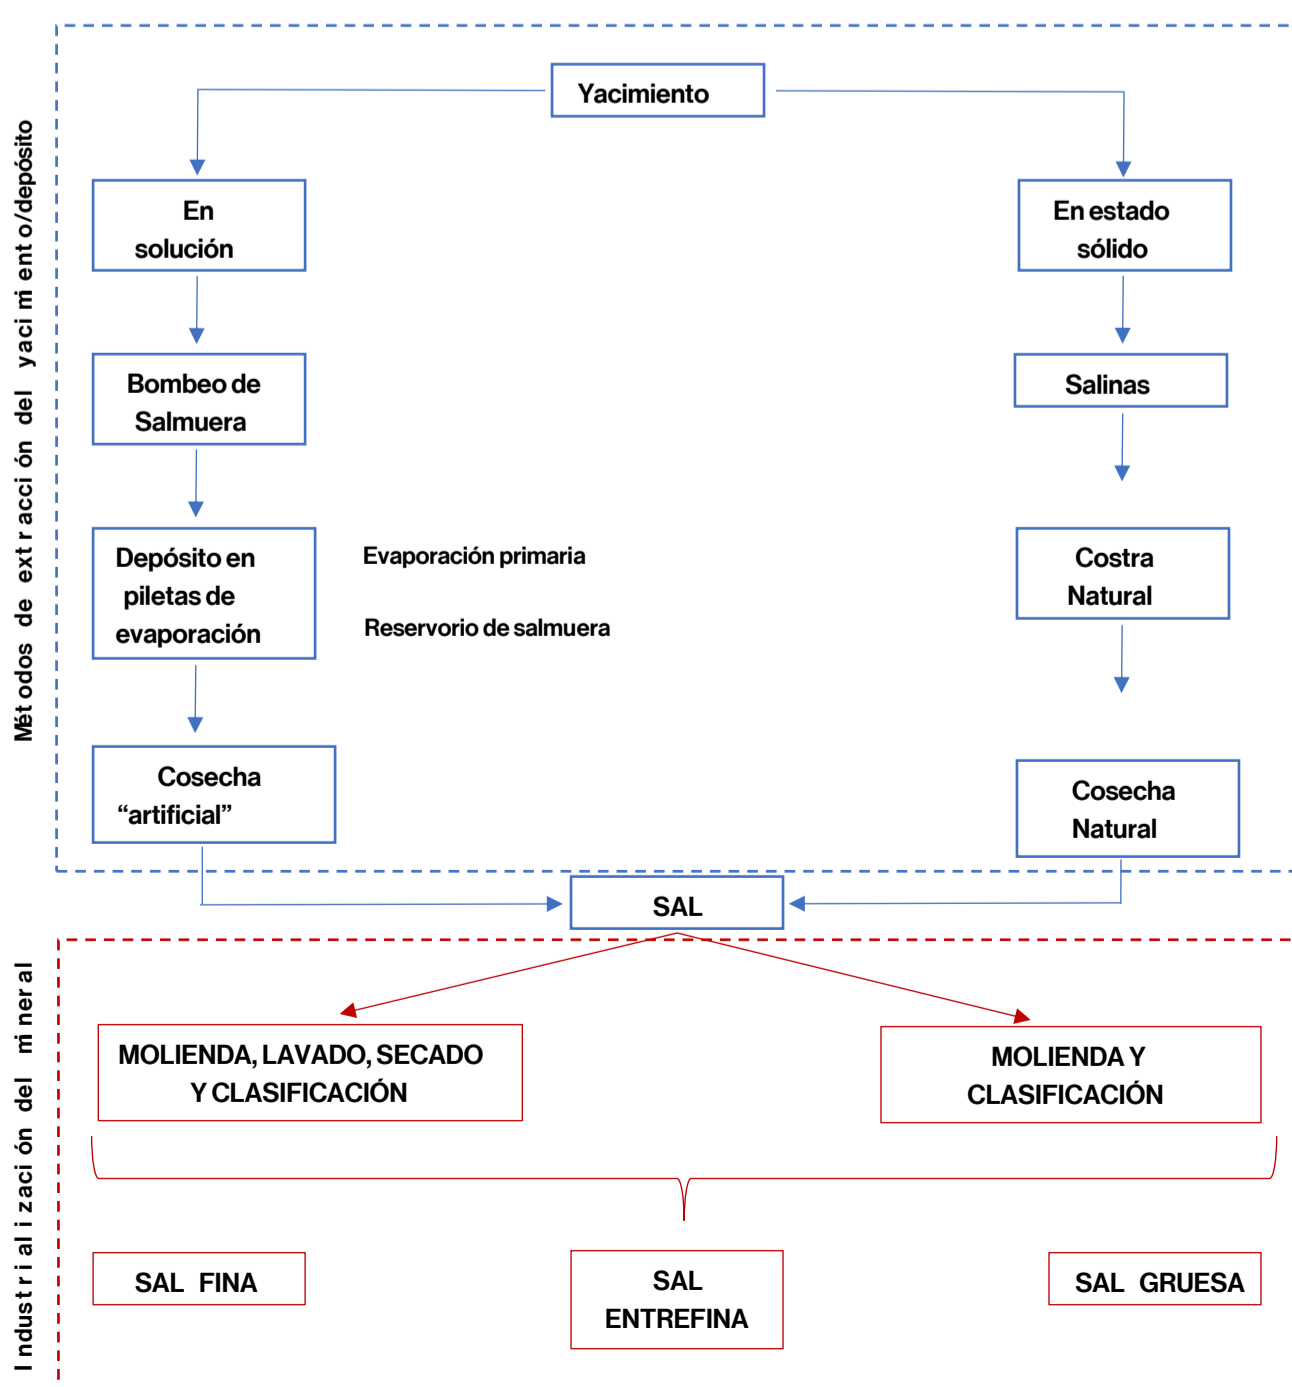 Yacimiento
En
solución
En estado
sólido
Bombeo de
Salmuera
Salinas
Depósito en
piletas de
evaporación
Evaporación primaria
Reservorio de salmuera
Costra
Natural
Cosecha
“artificial”
Cosecha
Natural
Métodos de extracción del yacimiento/depósito
SAL
MOLIENDA, LAVADO, SECADO
Y CLASIFICACIÓN
MOLIENDA Y
CLASIFICACIÓN
SAL FINA
SAL
ENTREFINA
SAL GRUESA
Industrialización del mineral